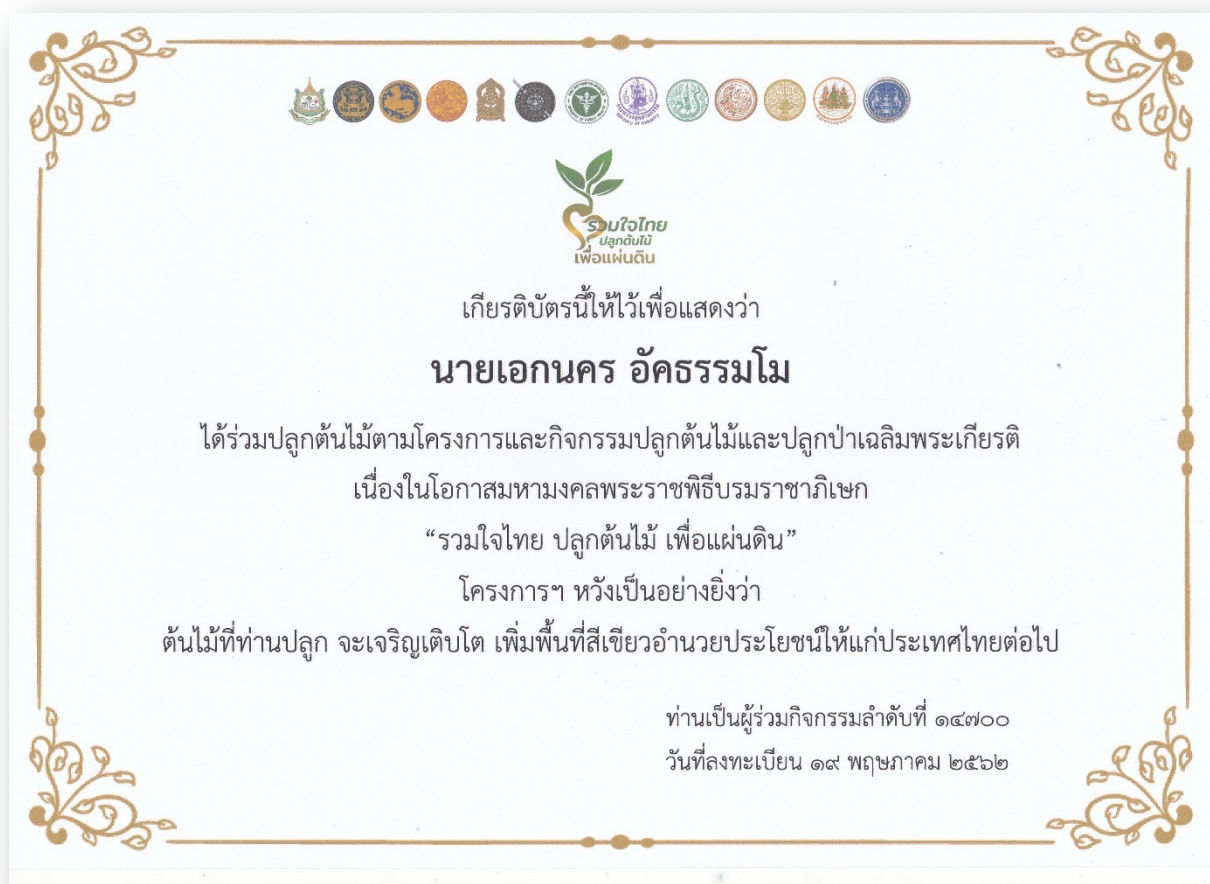 รวมใจไทย
ปลูกต้นไม้
เพื่อแผ่นดิน
เกียรติบัตรนี้ให้ไว้เพื่อแสดงว่า
นายเอกนคร อัคธรรมโม
ได้ร่วมปลูกต้นไม้ตามโครงการและกิจกรรมปลูกต้นไม้และปลูกป่าเฉลิมพระเกียรติ
เนื่องในโอกาสมหามงคลพระราชพิธีบรมราชาภิเษก
“รวมใจไทย ปลูกต้นไม้ เพื่อแผ่นดิน”
โครงการฯ หวังเป็นอย่างยิ่งว่า
ต้นไม้ที่ท่านปลูก จะเจริญเติบโต เพิ่มพื้นที่สีเขียวอำนวยประโยชน์ให้แก่ประเทศไทยต่อไป
ท่านเป็นผู้ร่วมกิจกรรมลำดับที่ ๑๔๗๐๐
วันที่ลงทะเบียน ๑๙ พฤษภาคม ๒๕๖๒